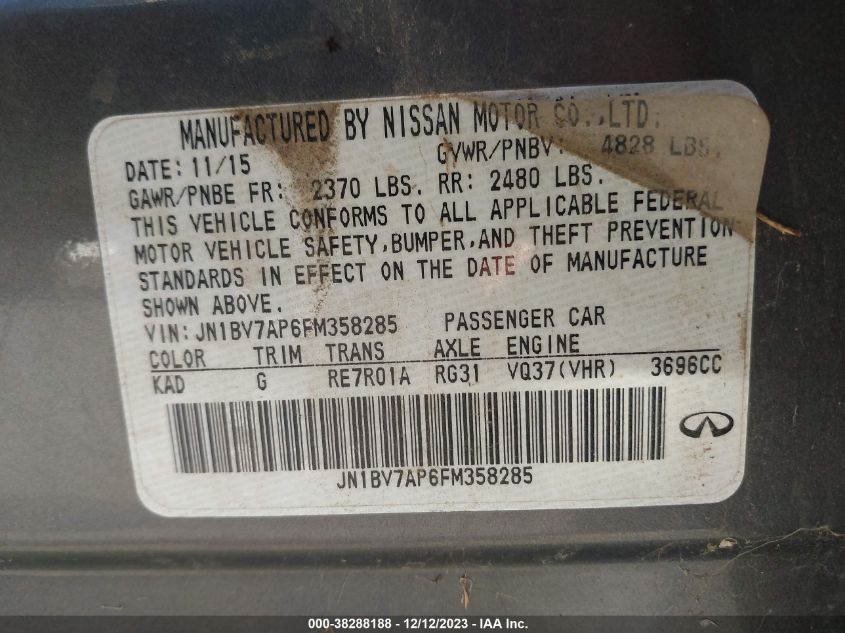 MANUFACTURED BY NISSAN MOTOR CO.,LTD.
DATE: 11/15 GVWR/PNBV: 4828 LBS.
GAWR/PNBE FR: 2370 LBS. RR: 2480 LBS.
THIS VEHICLE CONFORMS TO ALL APPLICABLE FEDERAL
MOTOR VEHICLE SAFETY,BUMPER,AND THEFT PREVENTION
STANDARDS IN EFFECT ON THE DATE OF MANUFACTURE
SHOWN ABOVE.
VIN:JN1BV7AP6FM358285 PASSENGER CAR
COLOR TRIM TRANS AXLE ENGINE
KAD G RE7R01A RG31 VQ37(VHR) 3696CC
JN1BV7AP6FM358285
000-38288188 - 12/12/2023 - IAA Inc.